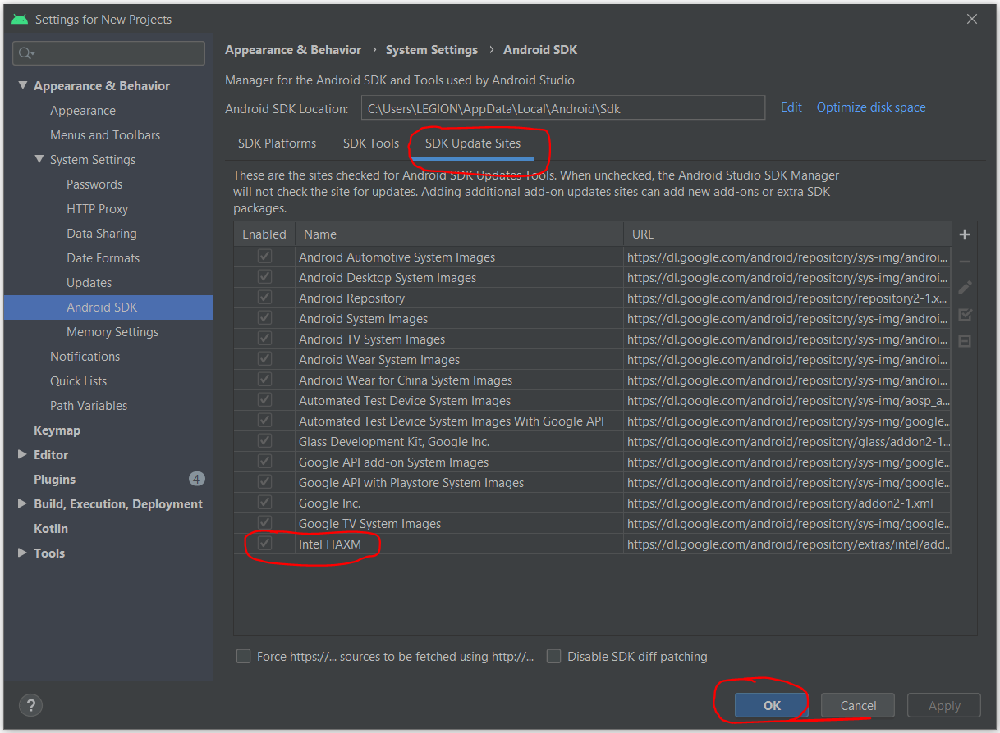 Settings for New Projects
Appearance & Behavior
Appearance
Menus and Toolbars
System Settings
Passwords
HTTP Proxy
Data Sharing
Date Formats
Updates
Android SDK
Memory Settings
Notifications
Quick Lists
Path Variables
Keymap
Editor
Plugins 4
Build, Execution, Deployment
Kotlin
Tools
Appearance & Behavior › System Settings › Android SDK
Manager for the Android SDK and Tools used by Android Studio
Android SDK Location: C:\Users\LEGION\AppData\Local\Android\Sdk Edit Optimize disk space
SDK Platforms SDK Tools SDK Update Sites
These are the sites checked for Android SDK Updates Tools. When unchecked, the Android Studio SDK Manager
will not check the site for updates. Adding additional add-on updates sites can add new add-ons or extra SDK
packages.
Enabled Name URL
Android Automotive System Images https://dl.google.com/android/repository/sys-img/androi...
Android Desktop System Images https://dl.google.com/android/repository/sys-img/androi...
Android Repository https://dl.google.com/android/repository/repository2-1.x...
Android System Images https://dl.google.com/android/repository/sys-img/androi...
Android TV System Images https://dl.google.com/android/repository/sys-img/androi...
Android Wear System Images https://dl.google.com/android/repository/sys-img/androi...
Android Wear for China System Images https://dl.google.com/android/repository/sys-img/androi...
Automated Test Device System Images https://dl.google.com/android/repository/sys-img/aosp_a...
Automated Test Device System Images With Google API https://dl.google.com/android/repository/sys-img/google...
Glass Development Kit, Google Inc. https://dl.google.com/android/repository/glass/addon2-1...
Google API add-on System Images https://dl.google.com/android/repository/sys-img/google...
Google API with Playstore System Images https://dl.google.com/android/repository/sys-img/google...
Google Inc. https://dl.google.com/android/repository/addon2-1.xml
Google TV System Images https://dl.google.com/android/repository/sys-img/google...
Intel HAXM https://dl.google.com/android/repository/extras/intel/add...
Force https://... sources to be fetched using http://... Disable SDK diff patching
? OK Cancel Apply